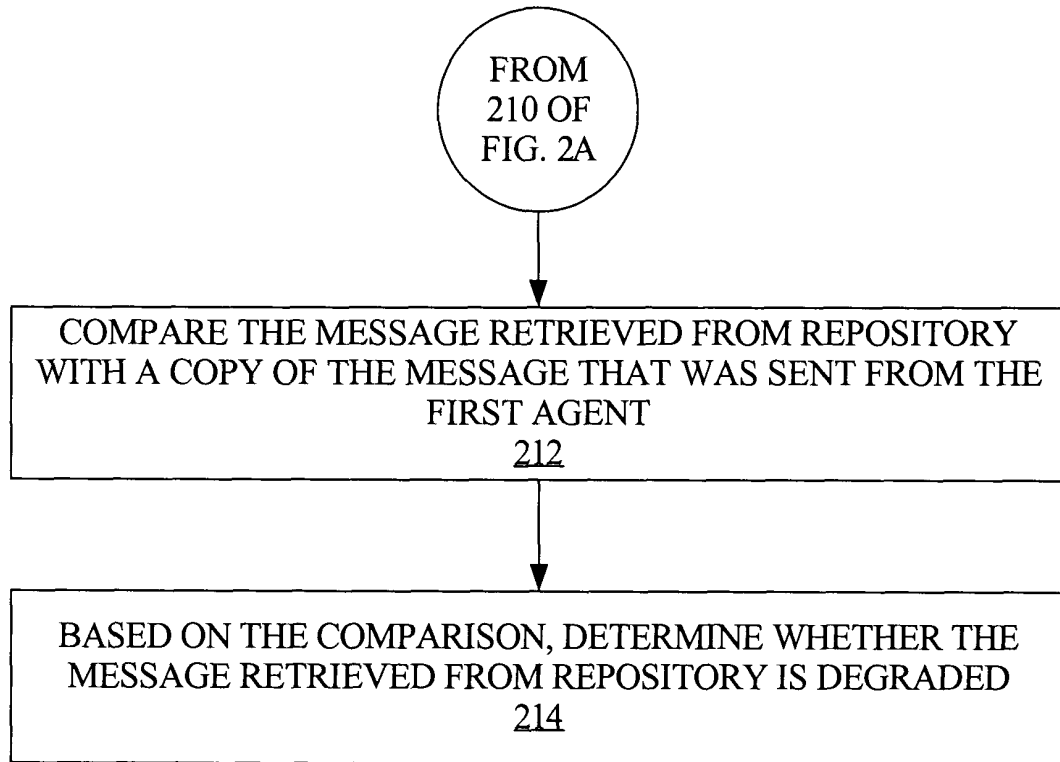 FROM
210 OF
FIG. 2A
COMPARE THE MESSAGE RETRIEVED FROM REPOSITORY
WITH A COPY OF THE MESSAGE THAT WAS SENT FROM THE
FIRST AGENT
212
BASED ON THE COMPARISON, DETERMINE WHETHER THE
MESSAGE RETRIEVED FROM REPOSITORY IS DEGRADED
214